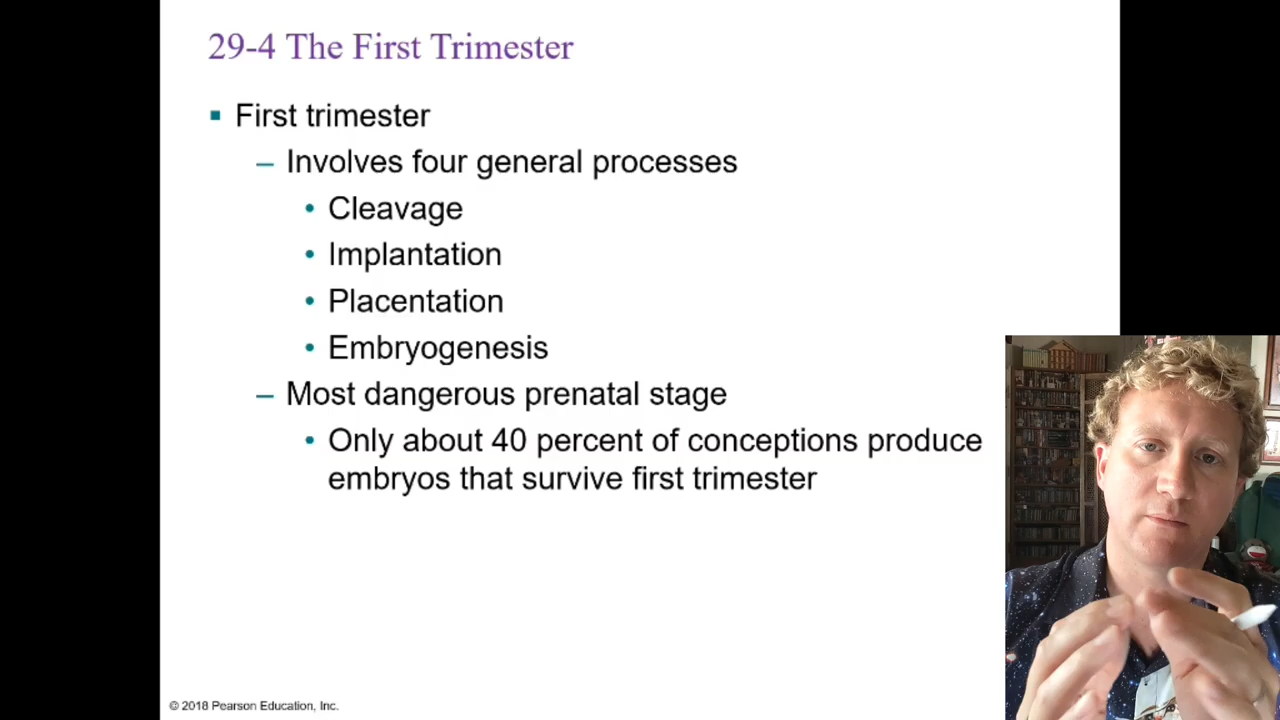 29-4 The First Trimester
▪ First trimester
– Involves four general processes
• Cleavage
• Implantation
• Placentation
• Embryogenesis
– Most dangerous prenatal stage
• Only about 40 percent of conceptions produce
embryos that survive first trimester
© 2018 Pearson Education, Inc.